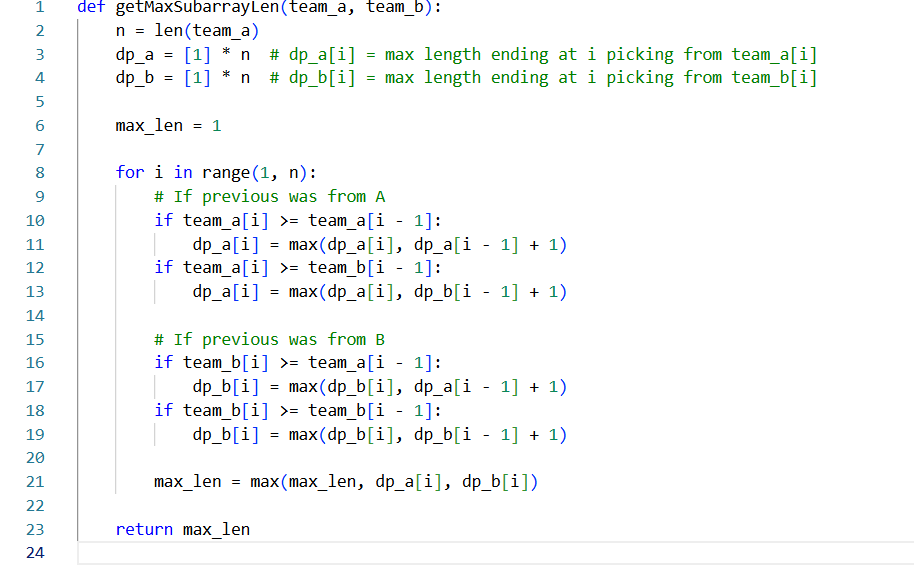 1 def getMaxSubarrayLen(team_a, team_b):
2     n = len(team_a)
3     dp_a = [1] * n  # dp_a[i] = max length ending at i picking from team_a[i]
4     dp_b = [1] * n  # dp_b[i] = max length ending at i picking from team_b[i]
5
6     max_len = 1
7
8     for i in range(1, n):
9         # If previous was from A
10         if team_a[i] >= team_a[i - 1]:
11             dp_a[i] = max(dp_a[i], dp_a[i - 1] + 1)
12         if team_a[i] >= team_b[i - 1]:
13             dp_a[i] = max(dp_a[i], dp_b[i - 1] + 1)
14
15         # If previous was from B
16         if team_b[i] >= team_a[i - 1]:
17             dp_b[i] = max(dp_b[i], dp_a[i - 1] + 1)
18         if team_b[i] >= team_b[i - 1]:
19             dp_b[i] = max(dp_b[i], dp_b[i - 1] + 1)
20
21         max_len = max(max_len, dp_a[i], dp_b[i])
22
23     return max_len
24